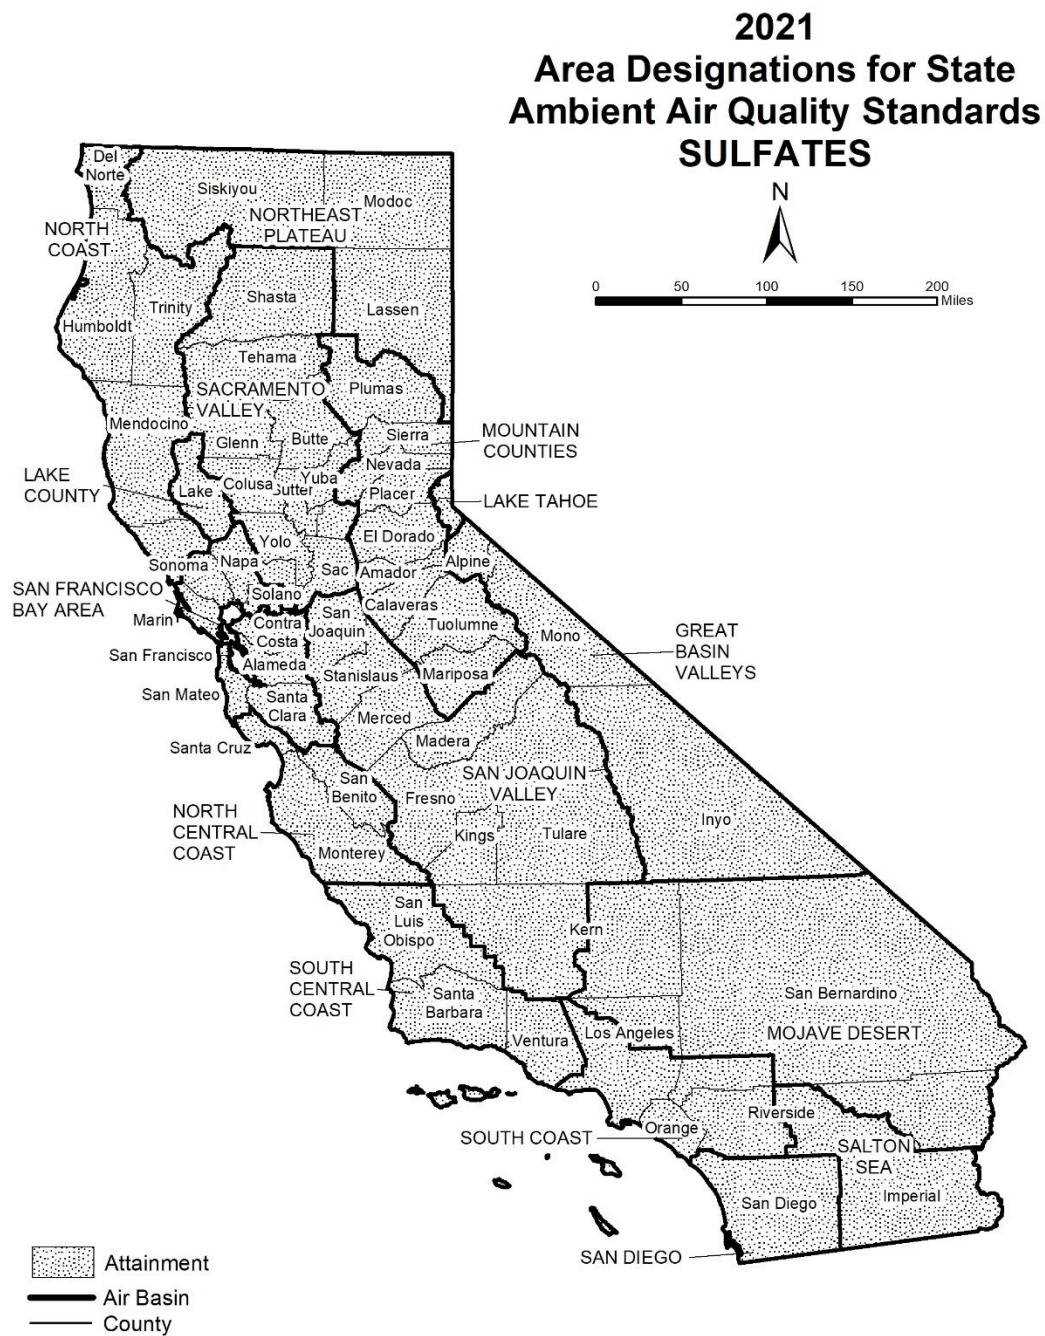 2021
Area Designations for State
Ambient Air Quality Standards
SULFATES
N
0 50 100 150 200
Miles
Del
Norte
Siskiyou
Modoc
NORTHEAST
PLATEAU
NORTH
COAST
Shasta
Trinity
Lassen
Humboldt
Tehama
Plumas
SACRAMENTO
VALLEY
Mendocino
Glenn
Butte
Sierra
MOUNTAIN
COUNTIES
Nevada
LAKE
COUNTY
Lake
Colusa
Sutter
Yuba
Placer
LAKE TAHOE
Yolo
El Dorado
Sonoma
Napa
Sac
Amador
Alpine
SAN FRANCISCO
BAY AREA
Solano
Marin
Contra
Costa
San
Joaquin
Calaveras
Tuolumne
Mono
GREAT
BASIN
VALLEYS
San Francisco
Alameda
Stanislaus
Mariposa
San Mateo
Santa
Clara
Merced
Santa Cruz
Madera
San
Benito
Fresno
SAN JOAQUIN
VALLEY
NORTH
CENTRAL
COAST
Monterey
Kings
Tulare
Inyo
San
Luis
Obispo
Kern
SOUTH
CENTRAL
COAST
Santa
Barbara
San Bernardino
Ventura
Los Angeles
MOJAVE DESERT
Riverside
Orange
SOUTH COAST
SALTON
SEA
San Diego
Imperial
SAN DIEGO
Attainment
Air Basin
County